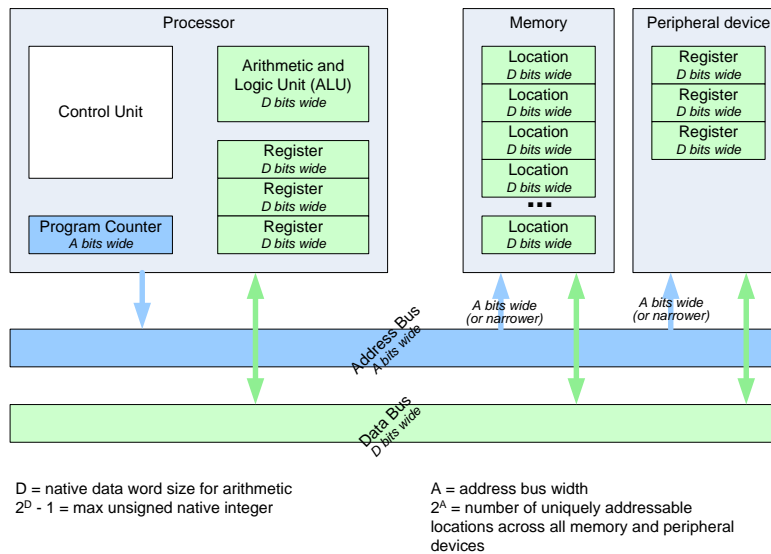 Processor
Control Unit
Arithmetic and
Logic Unit (ALU)
D bits wide
Register
D bits wide
Register
D bits wide
Register
D bits wide
Program Counter
A bits wide
Memory
Location
D bits wide
Location
D bits wide
Location
D bits wide
Location
D bits wide
...
Location
D bits wide
Peripheral device
Register
D bits wide
Register
D bits wide
Register
D bits wide
A bits wide
(or narrower)
A bits wide
(or narrower)
Address Bus
A bits wide
Data Bus
D bits wide
D = native data word size for arithmetic
2ᴰ - 1 = max unsigned native integer
A = address bus width
2ᴬ = number of uniquely addressable
locations across all memory and peripheral
devices